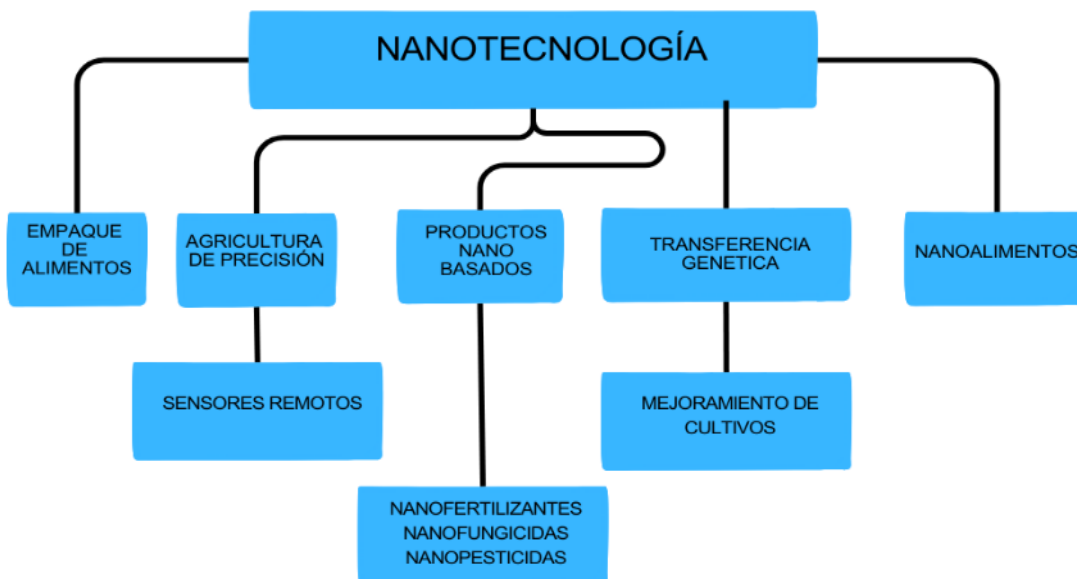 NANOTECNOLOGÍA
EMPAQUE
DE
ALIMENTOS
AGRICULTURA
DE PRECISIÓN
PRODUCTOS
NANO
BASADOS
TRANSFERENCIA
GENETICA
NANOALIMENTOS
SENSORES REMOTOS
MEJORAMIENTO DE
CULTIVOS
NANOFERTILIZANTES
NANOFUNGICIDAS
NANOPESTICIDAS